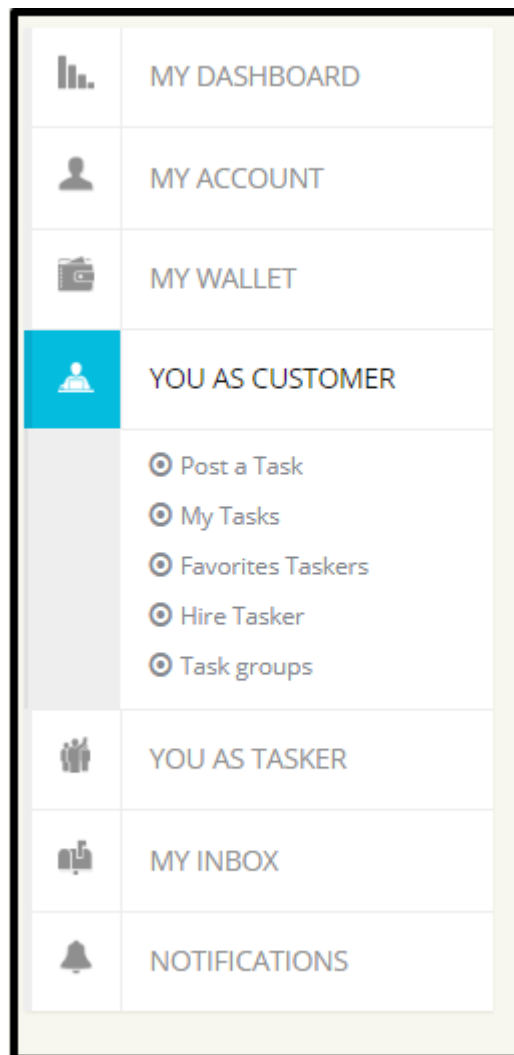 MY DASHBOARD
MY ACCOUNT
MY WALLET
YOU AS CUSTOMER
Post a Task
My Tasks
Favorites Taskers
Hire Tasker
Task groups
YOU AS TASKER
MY INBOX
NOTIFICATIONS